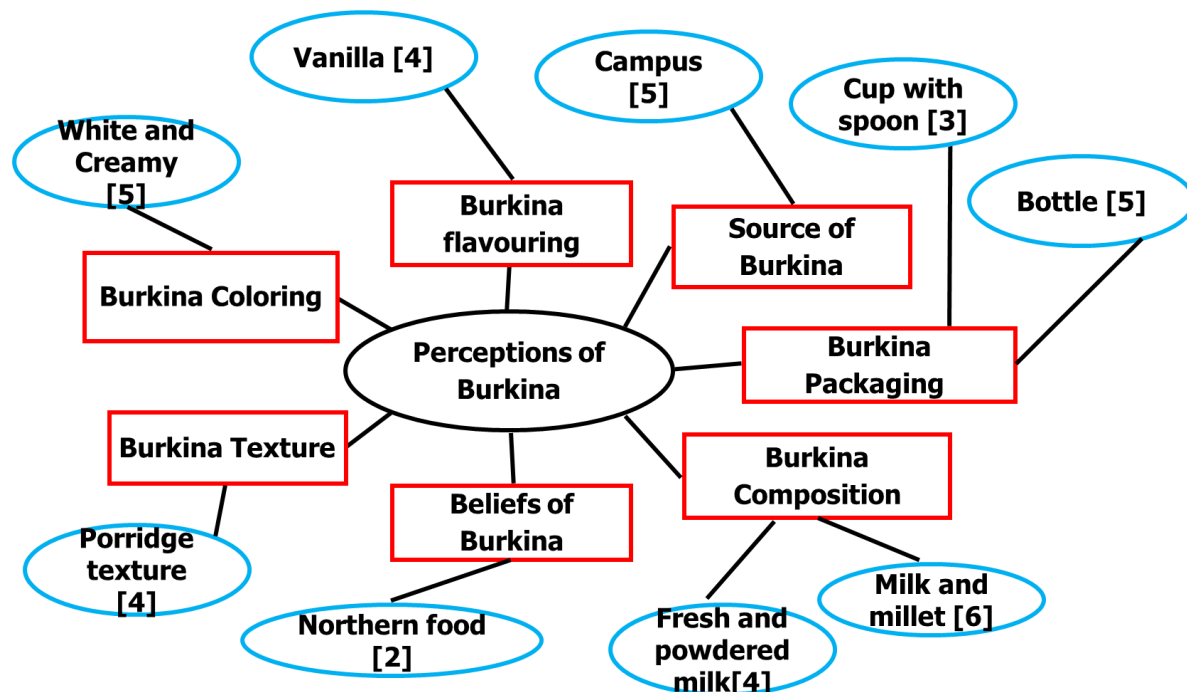 Vanilla [4]
Campus
[5]
Cup with
spoon [3]
White and
Creamy
[5]
Bottle [5]
Burkina
flavouring
Source of
Burkina
Burkina Coloring
Perceptions of
Burkina
Burkina
Packaging
Burkina Texture
Beliefs of
Burkina
Burkina
Composition
Porridge
texture
[4]
Northern food
[2]
Fresh and
powdered
milk[4]
Milk and
millet [6]